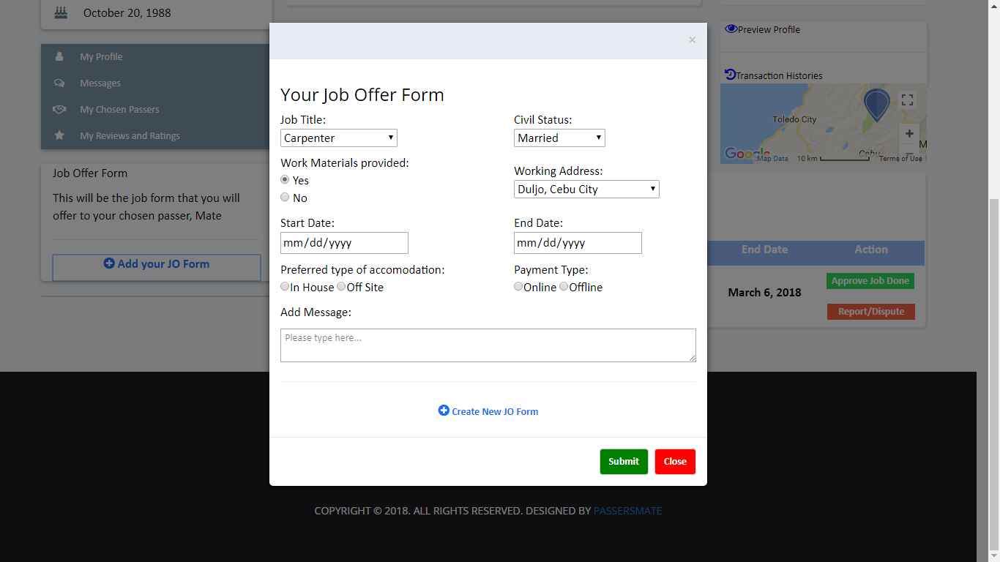 October 20, 1988
My Profile
Messages
My Chosen Passers
My Reviews and Ratings
Job Offer Form
This will be the job form that you will
offer to your chosen passer, Mate
Add your JO Form
×
Your Job Offer Form
Job Title:
Carpenter
Civil Status:
Married
Work Materials provided:
Yes
No
Working Address:
Duljo, Cebu City
Start Date:
mm/dd/yyyy
End Date:
mm/dd/yyyy
Preferred type of accomodation:
In House Off Site
Payment Type:
Online Offline
Add Message:
Please type here...
Create New JO Form
Submit Close
Preview Profile
Transaction Histories
Toledo City
Cebu
Google
Map Data 10 km Terms of Use
End Date Action
March 6, 2018
Approve Job Done
Report/Dispute
COPYRIGHT © 2018. ALL RIGHTS RESERVED. DESIGNED BY PASSERSMATE